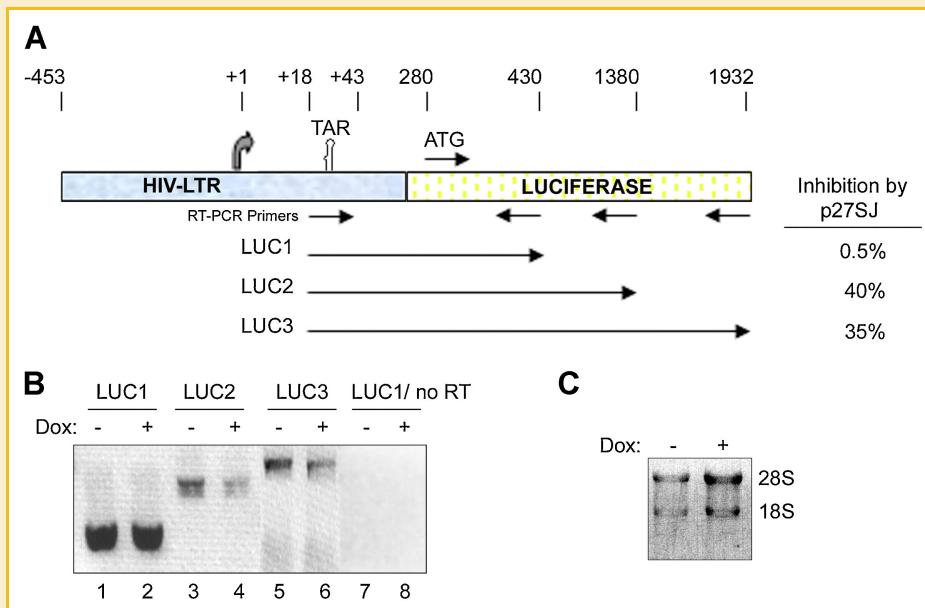 A
-453 +1 +18 +43 280 430 1380 1932
TAR
ATG
HIV-LTR LUCIFERASE
Inhibition by
p27SJ
RT-PCR Primers
LUC1 0.5%
LUC2 40%
LUC3 35%
B
LUC1 LUC2 LUC3 LUC1/ no RT
Dox: - + - + - + - +
1 2 3 4 5 6 7 8
C
Dox: - +
28S
18S